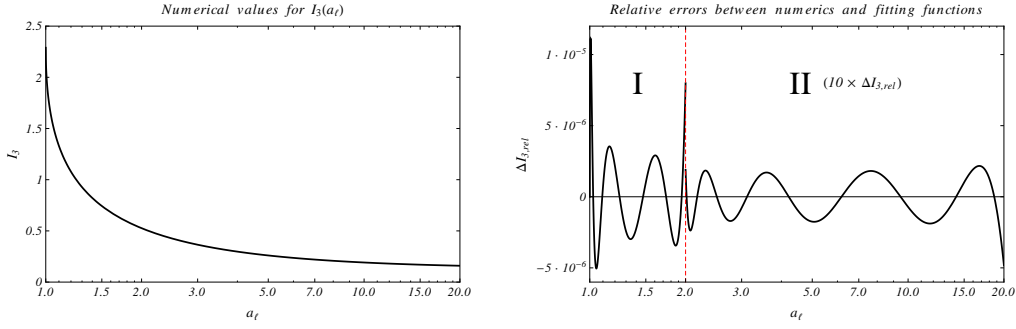 Numerical values for I₃(aℓ)
2.5
2
1.5
1
0.5
0
I₃
1.0 1.5 2.0 3.0 5.0 7.0 10.0 15.0 20.0
aℓ
Relative errors between numerics and fitting functions
1 · 10⁻⁵
5 · 10⁻⁶
0
−5 · 10⁻⁶
ΔI₃,rel
I
II (10 × ΔI₃,rel)
1.0 1.5 2.0 3.0 5.0 7.0 10.0 15.0 20.0
aℓ